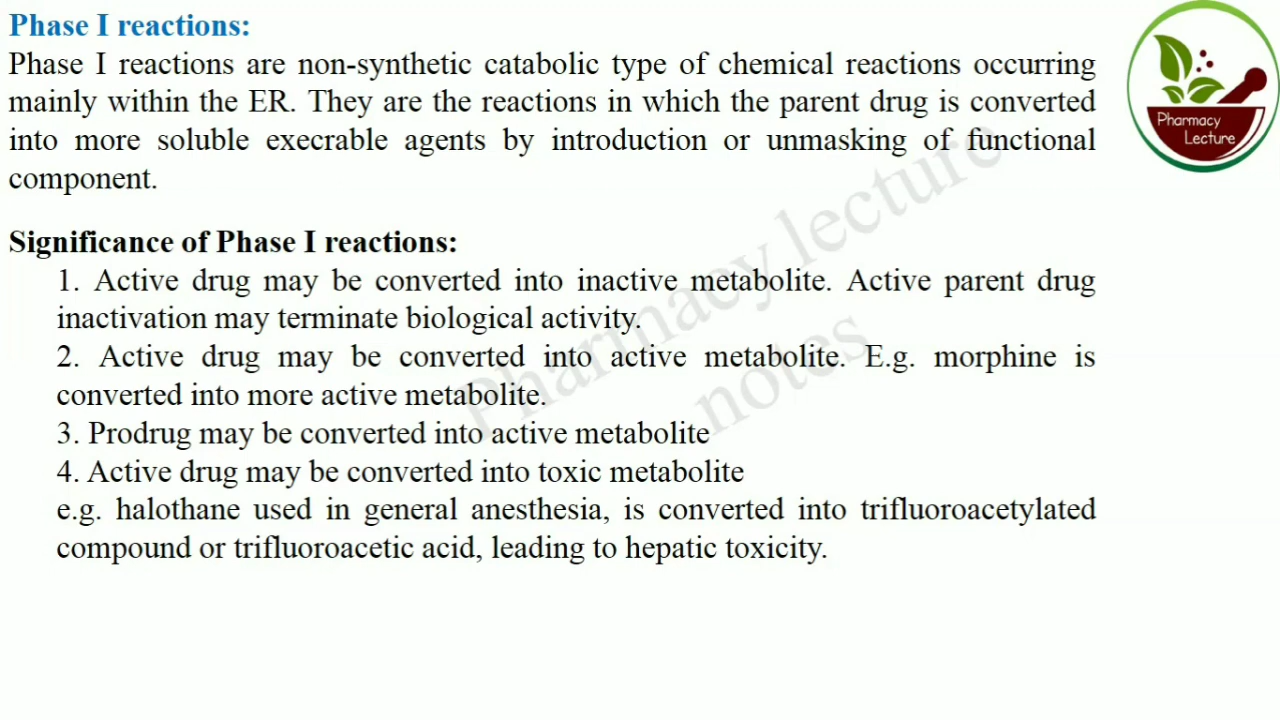 Phase I reactions:
Phase I reactions are non-synthetic catabolic type of chemical reactions occurring
mainly within the ER. They are the reactions in which the parent drug is converted
into more soluble execrable agents by introduction or unmasking of functional
component.
Significance of Phase I reactions:
1. Active drug may be converted into inactive metabolite. Active parent drug
inactivation may terminate biological activity.
2. Active drug may be converted into active metabolite. E.g. morphine is
converted into more active metabolite.
3. Prodrug may be converted into active metabolite
4. Active drug may be converted into toxic metabolite
e.g. halothane used in general anesthesia, is converted into trifluoroacetylated
compound or trifluoroacetic acid, leading to hepatic toxicity.
Pharmacy
Lecture
Pharmacy lecture
notes